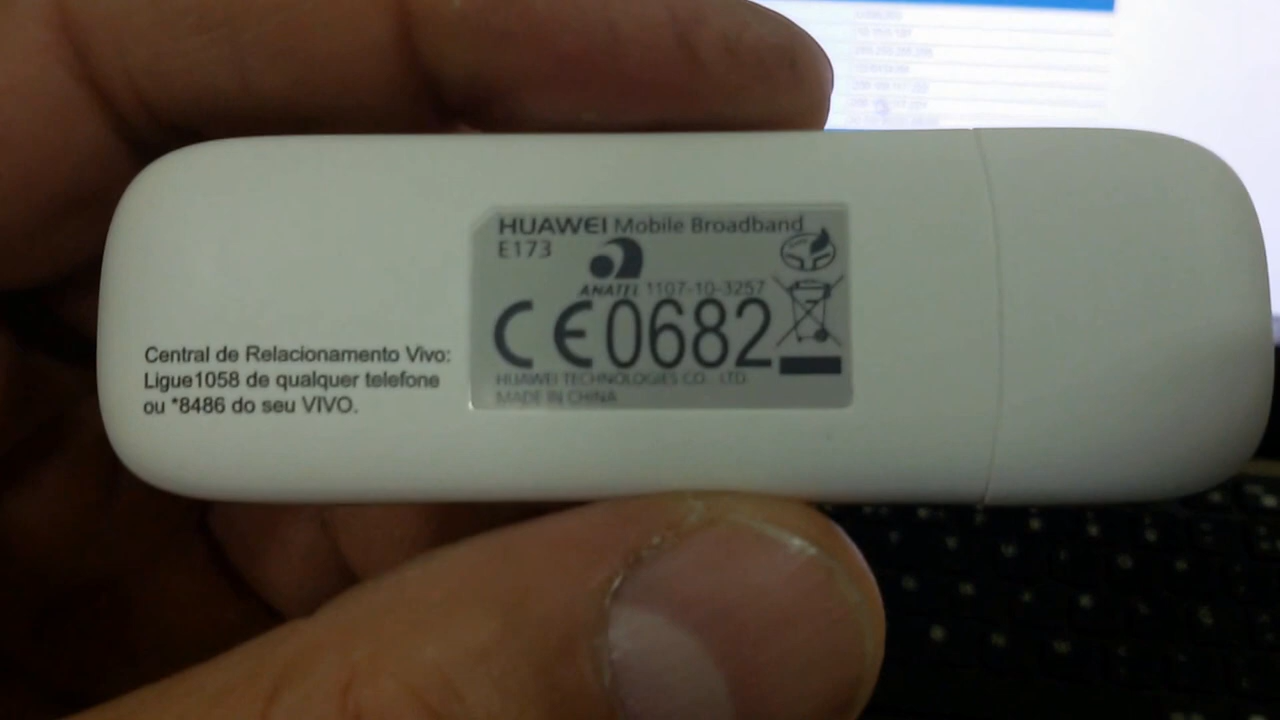 HUAWEI Mobile Broadband
E173
ANATEL 1107-10-3257
CE0682
HUAWEI TECHNOLOGIES CO., LTD.
MADE IN CHINA
Central de Relacionamento Vivo:
Ligue1058 de qualquer telefone
ou *8486 do seu VIVO.